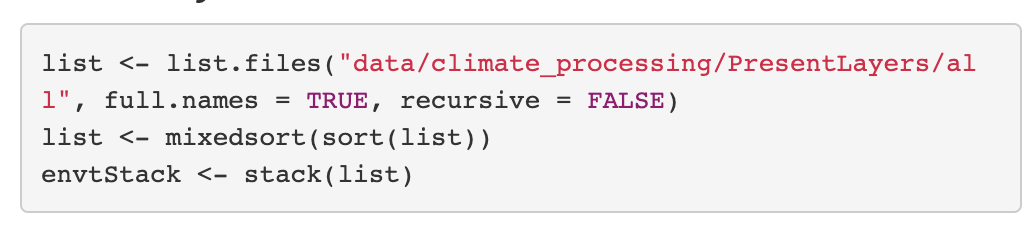 list <- list.files("data/climate_processing/PresentLayers/al
l", full.names = TRUE, recursive = FALSE)
list <- mixedsort(sort(list))
envtStack <- stack(list)